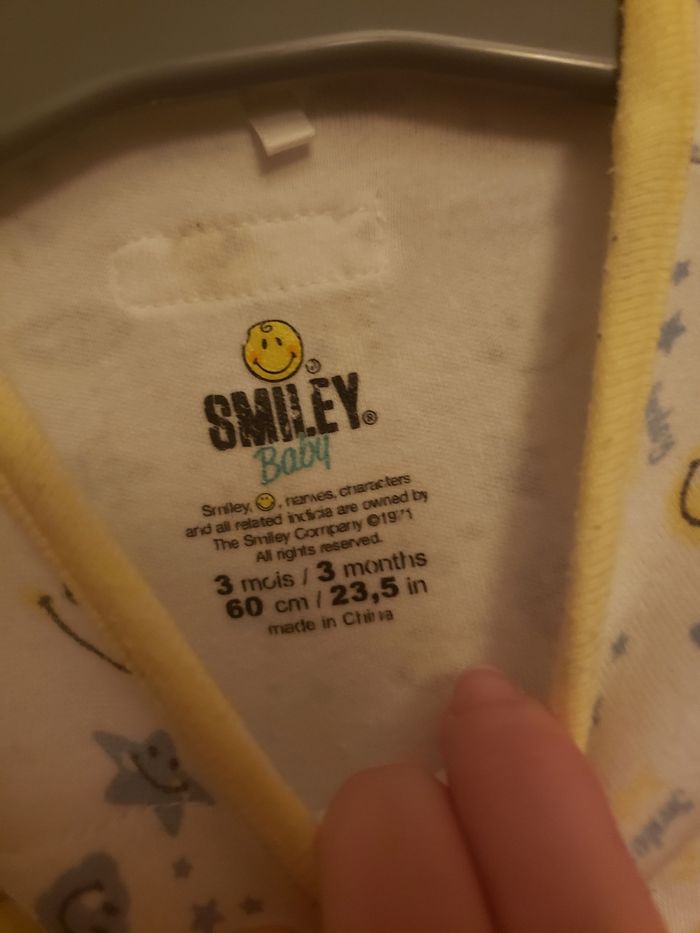 SMILEY®
Baby
Smiley, , names, characters
and all related indicia are owned by
The Smiley Company ©1971
All rights reserved.
3 mois / 3 months
60 cm / 23,5 in
made in China